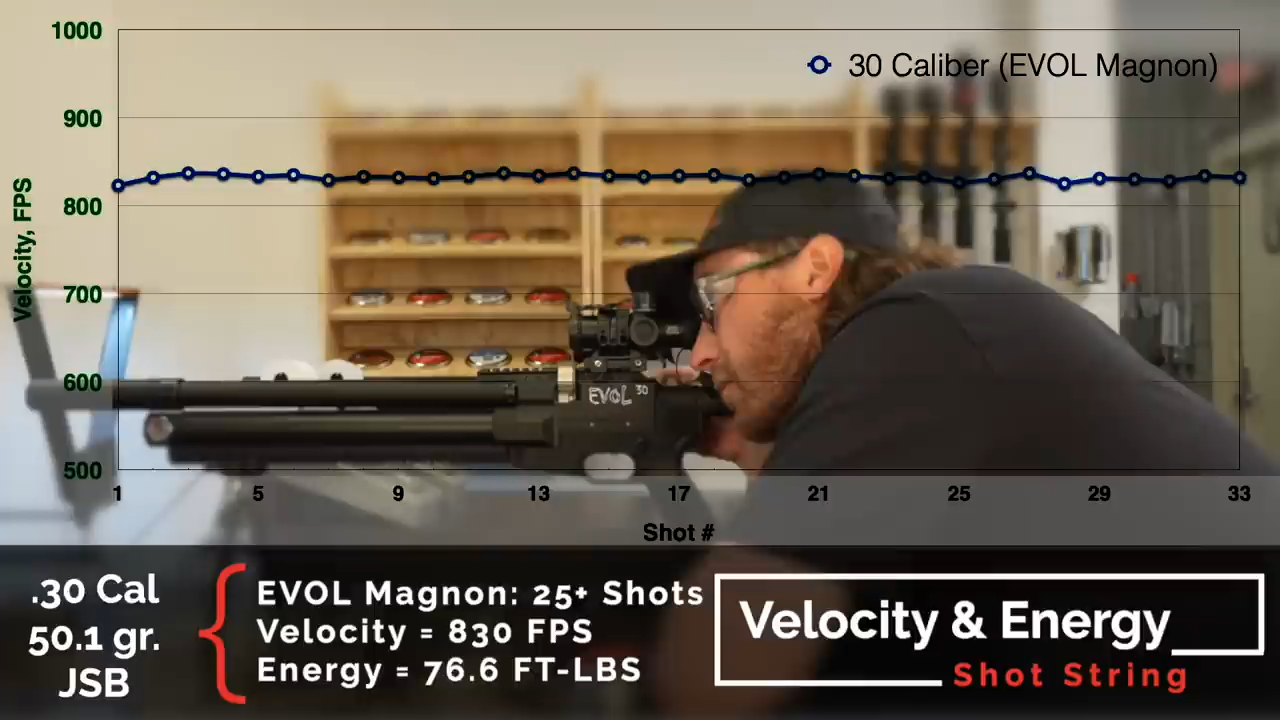 1000
30 Caliber (EVOL Magnon)
900
800
700
600
500
Velocity, FPS
EVOL 30
1 5 9 13 17 21 25 29 33
Shot #
.30 Cal
50.1 gr.
JSB
EVOL Magnon: 25+ Shots
Velocity = 830 FPS
Energy = 76.6 FT-LBS
Velocity & Energy
Shot String